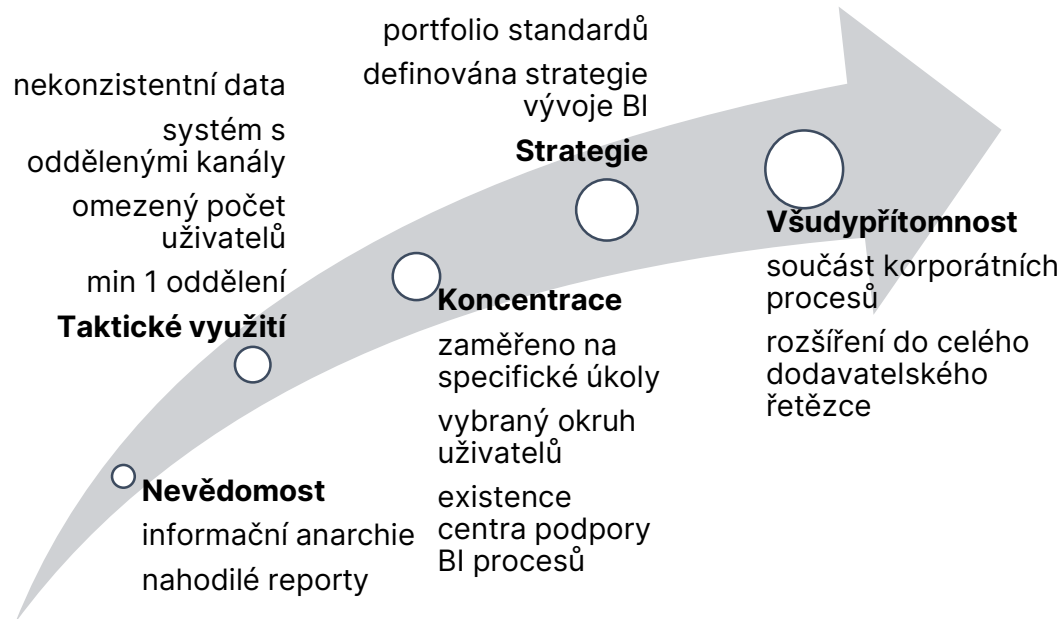 nekonzistentní data
systém s
oddělenými kanály
omezený počet
uživatelů
min 1 oddělení
Taktické využití
portfolio standardů
definována strategie
vývoje BI
Strategie
Nevědomost
informační anarchie
nahodilé reporty
Koncentrace
zaměřeno na
specifické úkoly
vybraný okruh
uživatelů
existence
centra podpory
BI procesů
Všudypřítomnost
součást korporátních
procesů
rozšíření do celého
dodavatelského
řetězce